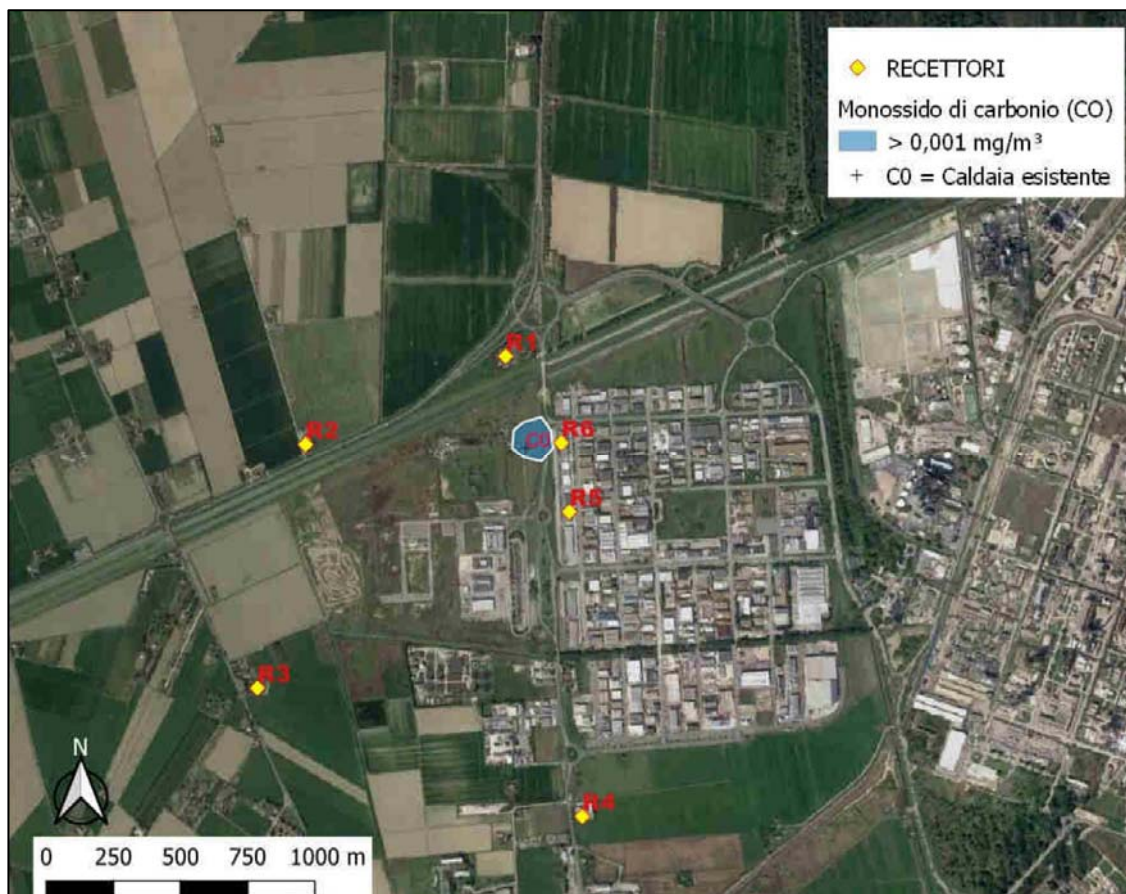 RECETTORI
Monossido di carbonio (CO)
> 0,001 mg/m³
+ C0 = Caldaia esistente
R1
R2
C0
R6
R5
R3
R4
N
0 250 500 750 1000 m